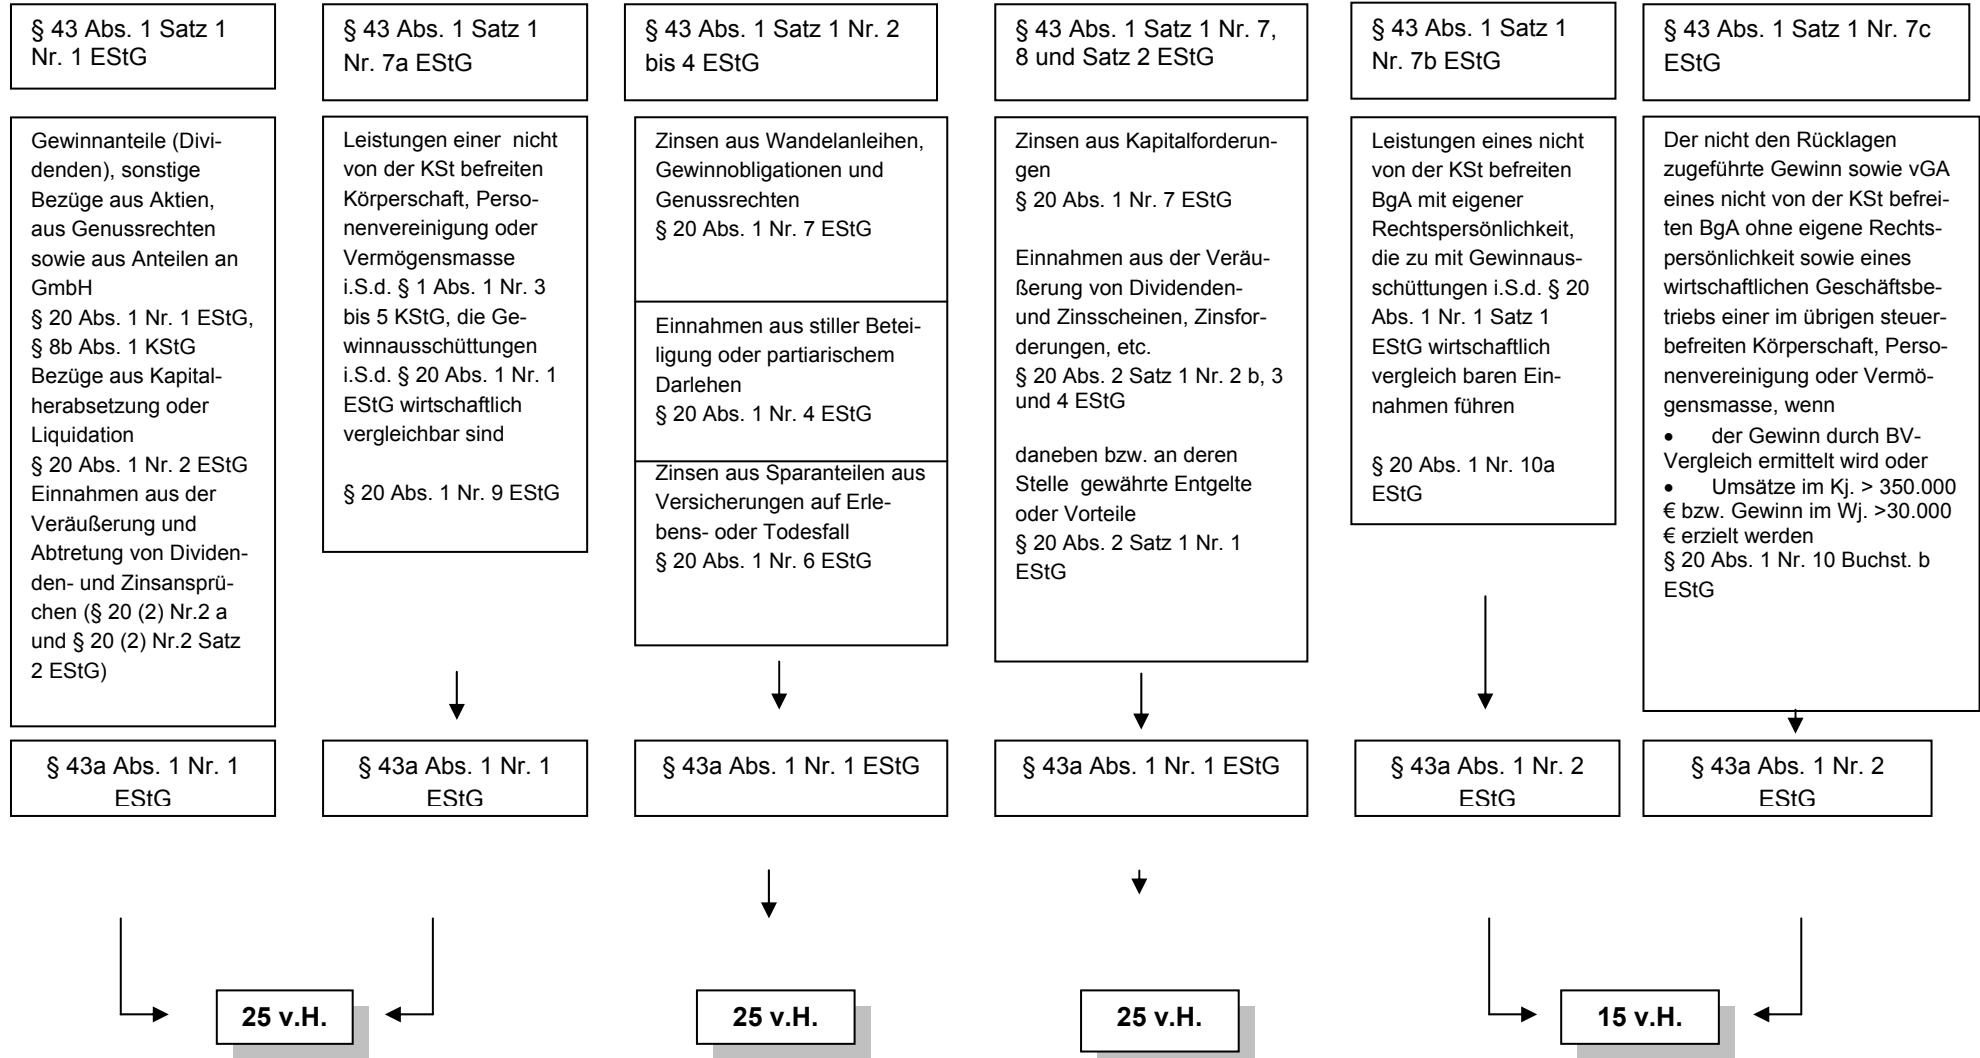 § 43 Abs. 1 Satz 1
Nr. 1 EStG
§ 43 Abs. 1 Satz 1
Nr. 7a EStG
§ 43 Abs. 1 Satz 1 Nr. 2
bis 4 EStG
§ 43 Abs. 1 Satz 1 Nr. 7,
8 und Satz 2 EStG
§ 43 Abs. 1 Satz 1
Nr. 7b EStG
§ 43 Abs. 1 Satz 1 Nr. 7c
EStG
Gewinnanteile (Divi-
denden), sonstige
Bezüge aus Aktien,
aus Genussrechten
sowie aus Anteilen an
GmbH
§ 20 Abs. 1 Nr. 1 EStG,
§ 8b Abs. 1 KStG
Bezüge aus Kapital-
herabsetzung oder
Liquidation
§ 20 Abs. 1 Nr. 2 EStG
Einnahmen aus der
Veräußerung und
Abtretung von Dividen-
den- und Zinsansprü-
chen (§ 20 (2) Nr.2 a
und § 20 (2) Nr.2 Satz
2 EStG)
Leistungen einer  nicht
von der KSt befreiten
Körperschaft, Perso-
nenvereinigung oder
Vermögensmasse
i.S.d. § 1 Abs. 1 Nr. 3
bis 5 KStG, die Ge-
winnausschüttungen
i.S.d. § 20 Abs. 1 Nr. 1
EStG wirtschaftlich
vergleichbar sind
§ 20 Abs. 1 Nr. 9 EStG
Zinsen aus Wandelanleihen,
Gewinnobligationen und
Genussrechten
§ 20 Abs. 1 Nr. 7 EStG
Einnahmen aus stiller Betei-
ligung oder partiarischem
Darlehen
§ 20 Abs. 1 Nr. 4 EStG
Zinsen aus Sparanteilen aus
Versicherungen auf Erle-
bens- oder Todesfall
§ 20 Abs. 1 Nr. 6 EStG
Zinsen aus Kapitalforderun-
gen
§ 20 Abs. 1 Nr. 7 EStG
Einnahmen aus der Veräu-
ßerung von Dividenden-
und Zinsscheinen, Zinsfor-
derungen, etc.
§ 20 Abs. 2 Satz 1 Nr. 2 b, 3
und 4 EStG
daneben bzw. an deren
Stelle  gewährte Entgelte
oder Vorteile
§ 20 Abs. 2 Satz 1 Nr. 1
EStG
Leistungen eines nicht
von der KSt befreiten
BgA mit eigener
Rechtspersönlichkeit,
die zu mit Gewinnaus-
schüttungen i.S.d. § 20
Abs. 1 Nr. 1 Satz 1
EStG wirtschaftlich
vergleich baren Ein-
nahmen führen
§ 20 Abs. 1 Nr. 10a
EStG
Der nicht den Rücklagen
zugeführte Gewinn sowie vGA
eines nicht von der KSt befrei-
ten BgA ohne eigene Rechts-
persönlichkeit sowie eines
wirtschaftlichen Geschäftsbe-
triebs einer im übrigen steuer-
befreiten Körperschaft, Perso-
nenvereinigung oder Vermö-
gensmasse, wenn
• der Gewinn durch BV-
Vergleich ermittelt wird oder
• Umsätze im Kj. > 350.000
€ bzw. Gewinn im Wj. >30.000
€ erzielt werden
§ 20 Abs. 1 Nr. 10 Buchst. b
EStG
§ 43a Abs. 1 Nr. 1
EStG
§ 43a Abs. 1 Nr. 1
EStG
§ 43a Abs. 1 Nr. 1 EStG
§ 43a Abs. 1 Nr. 1 EStG
§ 43a Abs. 1 Nr. 2
EStG
§ 43a Abs. 1 Nr. 2
EStG
25 v.H.
25 v.H.
25 v.H.
15 v.H.